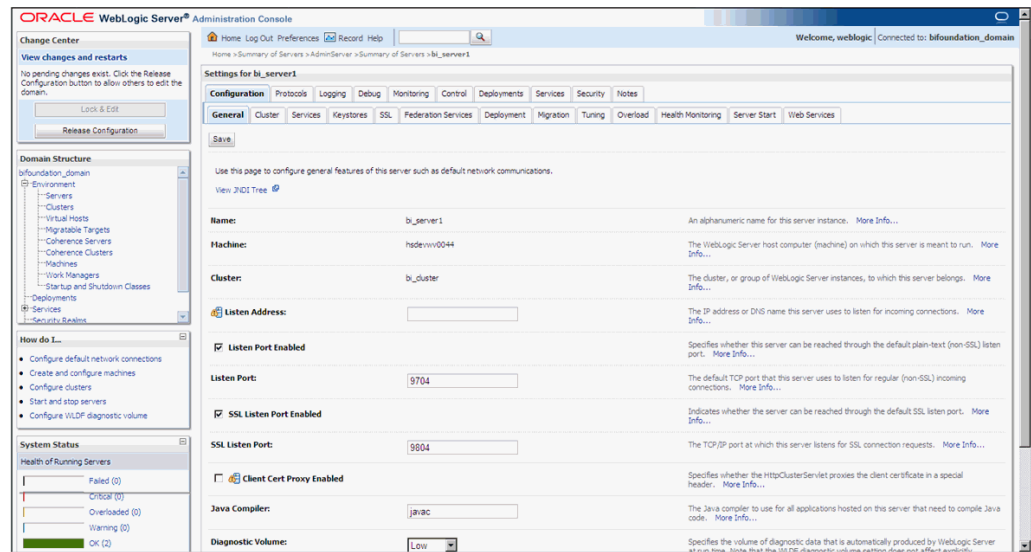 ORACLE WebLogic Server® Administration Console
Change Center
View changes and restarts
No pending changes exist. Click the Release
Configuration button to allow others to edit the
domain.
Lock & Edit
Release Configuration
Domain Structure
bifoundation_domain
Environment
Servers
Clusters
Virtual Hosts
Migratable Targets
Coherence Servers
Coherence Clusters
Machines
Work Managers
Startup and Shutdown Classes
Deployments
Services
Security Realms
How do I...
Configure default network connections
Create and configure machines
Configure clusters
Start and stop servers
Configure WLDF diagnostic volume
System Status
Health of Running Servers
Failed (0)
Critical (0)
Overloaded (0)
Warning (0)
OK (2)
Home Log Out Preferences Record Help
Welcome, weblogic Connected to: bifoundation_domain
Home >Summary of Servers >AdminServer >Summary of Servers >bi_server1
Settings for bi_server1
Configuration Protocols Logging Debug Monitoring Control Deployments Services Security Notes
General Cluster Services Keystores SSL Federation Services Deployment Migration Tuning Overload Health Monitoring Server Start Web Services
Save
Use this page to configure general features of this server such as default network communications.
View JNDI Tree
Name: bi_server1 An alphanumeric name for this server instance. More Info...
Machine: hsdevwv0044 The WebLogic Server host computer (machine) on which this server is meant to run. More
Info...
Cluster: bi_cluster The cluster, or group of WebLogic Server instances, to which this server belongs. More
Info...
Listen Address: The IP address or DNS name this server uses to listen for incoming connections. More
Info...
Listen Port Enabled Specifies whether this server can be reached through the default plain-text (non-SSL) listen
port. More Info...
Listen Port: 9704 The default TCP port that this server uses to listen for regular (non-SSL) incoming
connections. More Info...
SSL Listen Port Enabled Indicates whether the server can be reached through the default SSL listen port. More
Info...
SSL Listen Port: 9804 The TCP/IP port at which this server listens for SSL connection requests. More Info...
Client Cert Proxy Enabled Specifies whether the HttpClusterServlet proxies the client certificate in a special
header. More Info...
Java Compiler: javac The Java compiler to use for all applications hosted on this server that need to compile Java
code. More Info...
Diagnostic Volume: Low Specifies the volume of diagnostic data that is automatically produced by WebLogic Server
at run time. Note that the WLDF diagnostic volume setting does not affect explicitly